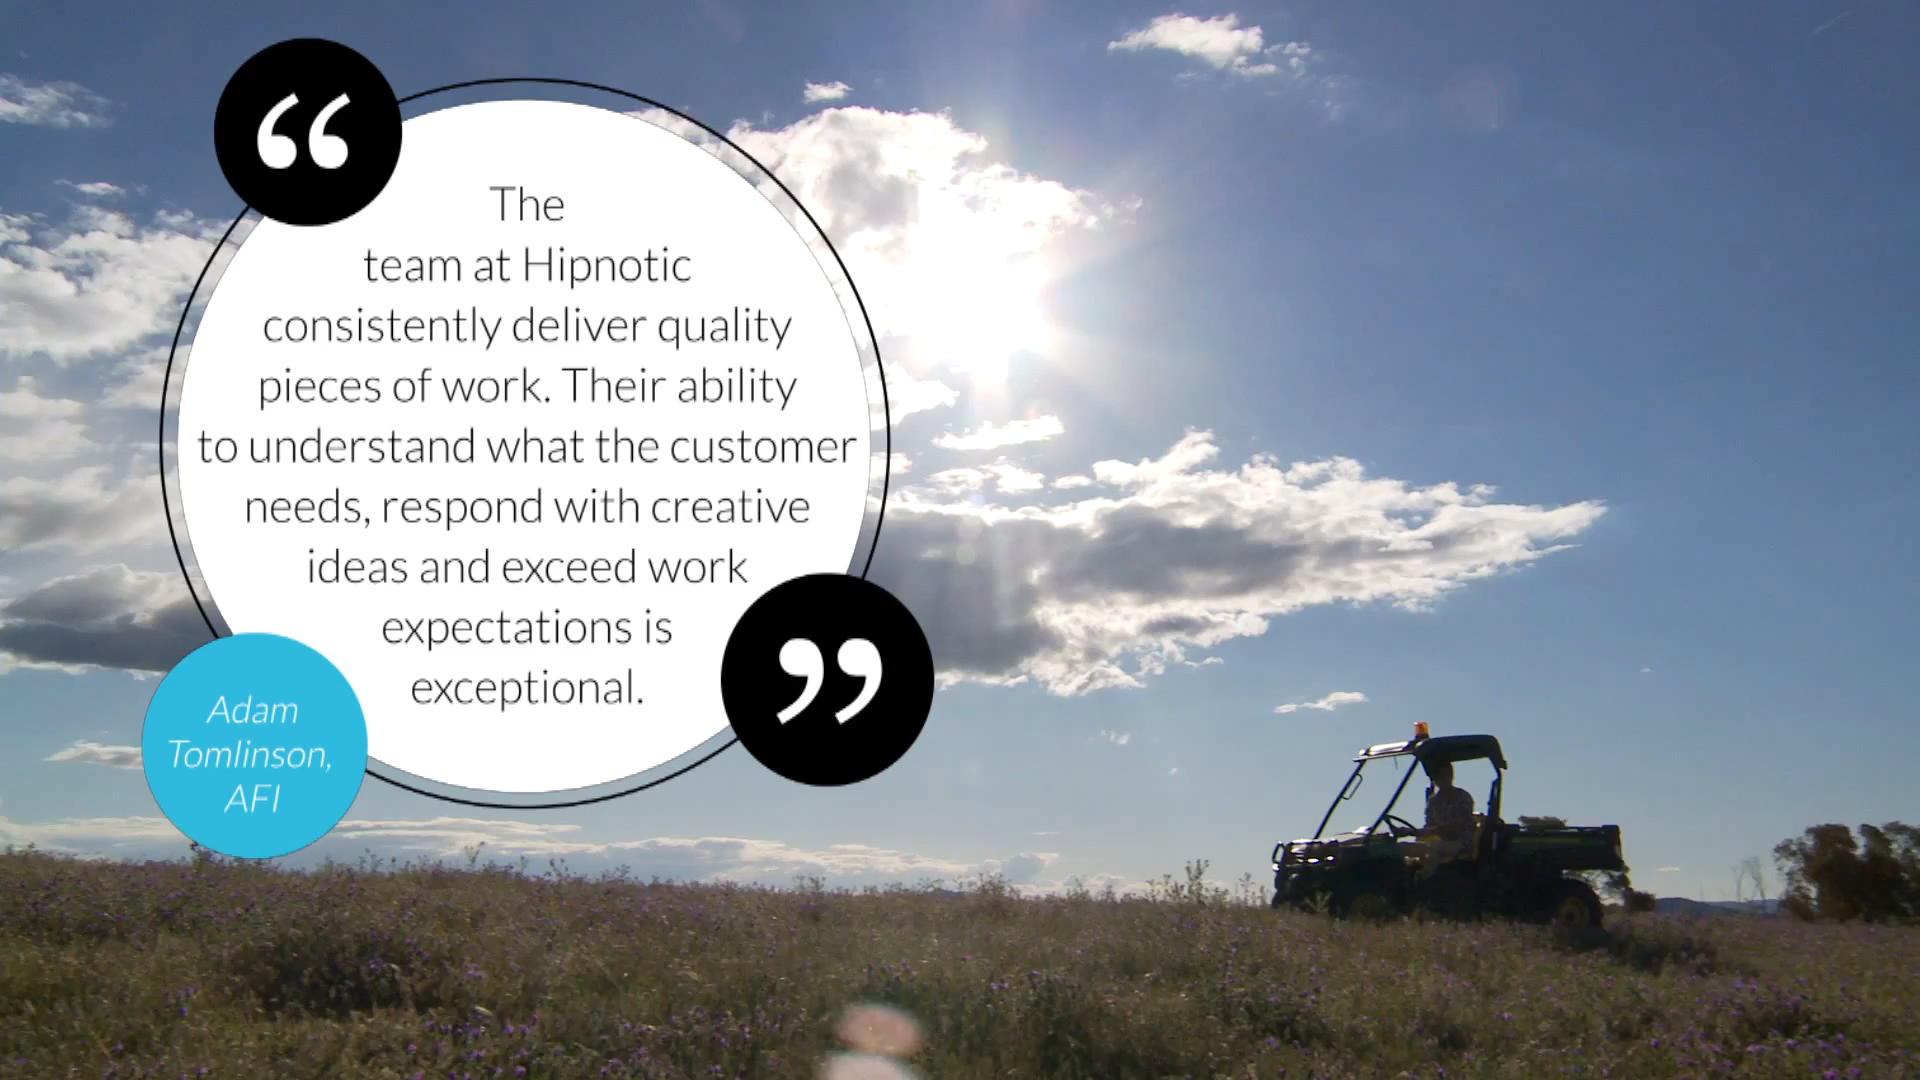 “
The
team at Hipnotic
consistently deliver quality
pieces of work. Their ability
to understand what the customer
needs, respond with creative
ideas and exceed work
expectations is
exceptional.
”
Adam
Tomlinson,
AFI